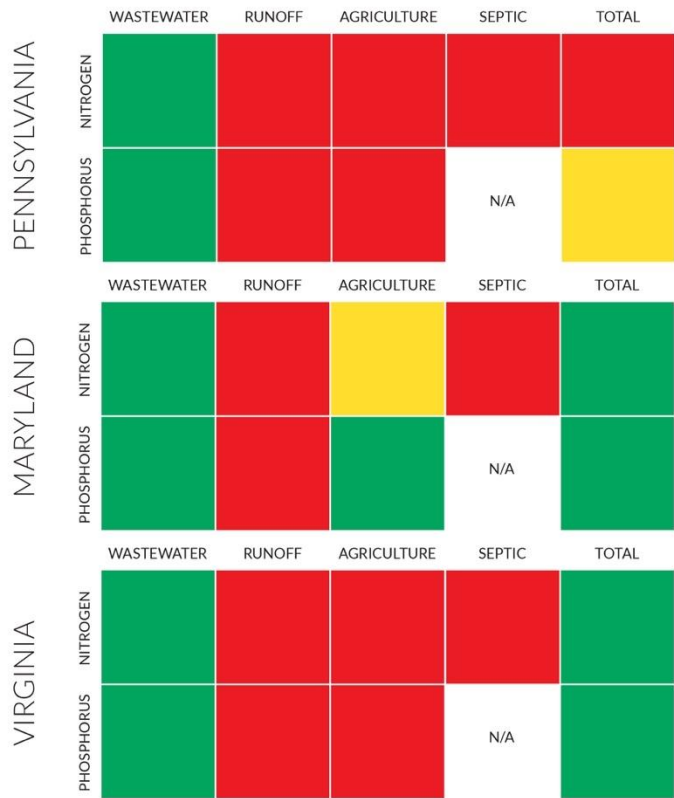 WASTEWATER RUNOFF AGRICULTURE SEPTIC TOTAL
PENNSYLVANIA
NITROGEN
PHOSPHORUS
N/A
WASTEWATER RUNOFF AGRICULTURE SEPTIC TOTAL
MARYLAND
NITROGEN
PHOSPHORUS
N/A
WASTEWATER RUNOFF AGRICULTURE SEPTIC TOTAL
VIRGINIA
NITROGEN
PHOSPHORUS
N/A